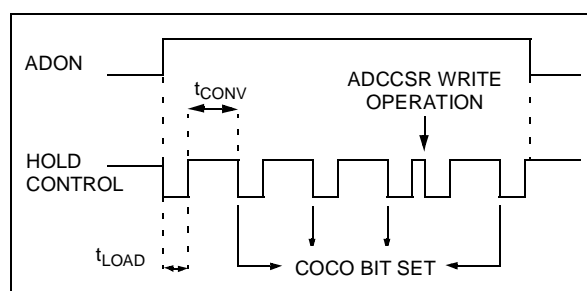 ADON
tCONV
ADCCSR WRITE
OPERATION
HOLD
CONTROL
tLOAD
COCO BIT SET